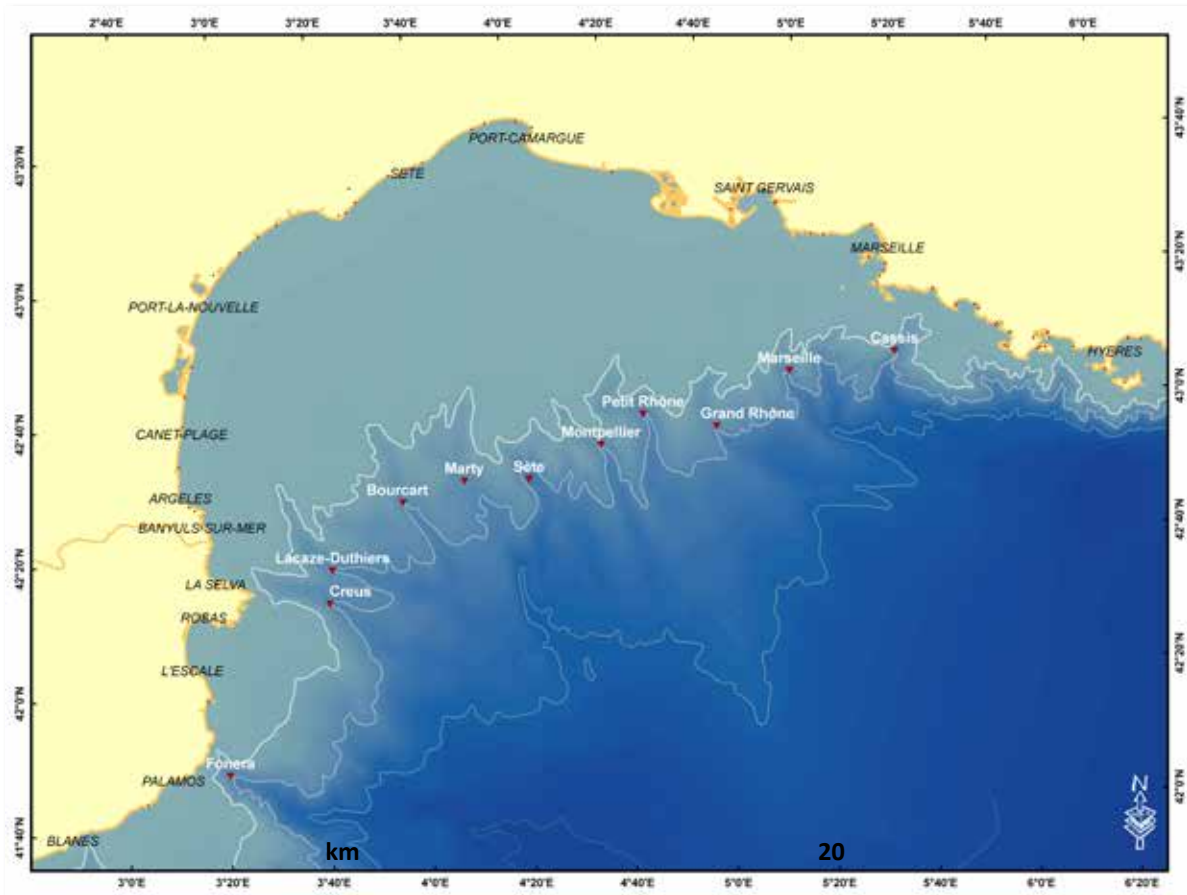 2°40'E 3°0'E 3°20'E 3°40'E 4°0'E 4°20'E 4°40'E 5°0'E 5°20'E 5°40'E 6°0'E
43°40'N
PORT-CAMARGUE
43°20'N
SETE
SAINT GERVAIS
43°20'N
MARSEILLE
43°0'N
PORT-LA-NOUVELLE
Cassis
HYERES
Marseille
43°0'N
Petit Rhône
Grand Rhône
42°40'N
CANET-PLAGE
Montpellier
Marty
Sète
Bourcart
ARGELES
BANYULS-SUR-MER
42°40'N
Lacaze-Duthiers
42°20'N
LA SELVA
Creus
ROSAS
L'ESCALE
42°20'N
42°0'N
Fonera
PALAMOS
42°0'N
N
BLANES
41°40'N
km
20
3°0'E 3°20'E 3°40'E 4°0'E 4°20'E 4°40'E 5°0'E 5°20'E 5°40'E 6°0'E 6°20'E